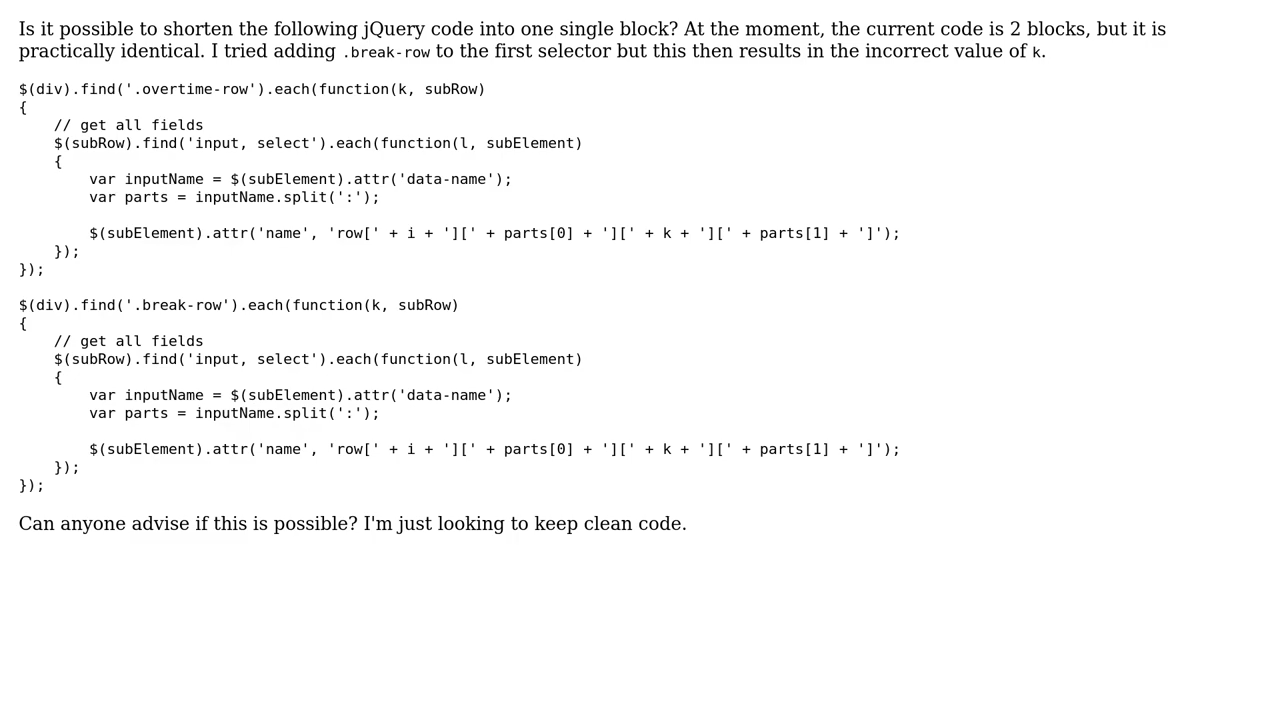 Is it possible to shorten the following jQuery code into one single block? At the moment, the current code is 2 blocks, but it is
practically identical. I tried adding .break-row to the first selector but this then results in the incorrect value of k.
$(div).find('.overtime-row').each(function(k, subRow)
{
    // get all fields
    $(subRow).find('input, select').each(function(l, subElement)
    {
        var inputName = $(subElement).attr('data-name');
        var parts = inputName.split(':');

        $(subElement).attr('name', 'row[' + i + '][' + parts[0] + '][' + k + '][' + parts[1] + ']');
    });
});

$(div).find('.break-row').each(function(k, subRow)
{
    // get all fields
    $(subRow).find('input, select').each(function(l, subElement)
    {
        var inputName = $(subElement).attr('data-name');
        var parts = inputName.split(':');

        $(subElement).attr('name', 'row[' + i + '][' + parts[0] + '][' + k + '][' + parts[1] + ']');
    });
});
Can anyone advise if this is possible? I'm just looking to keep clean code.